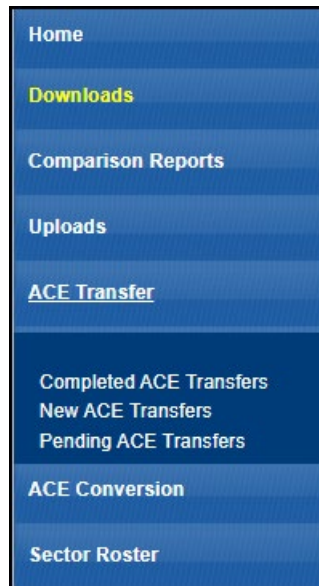 Home
Downloads
Comparison Reports
Uploads
ACE Transfer
Completed ACE Transfers
New ACE Transfers
Pending ACE Transfers
ACE Conversion
Sector Roster